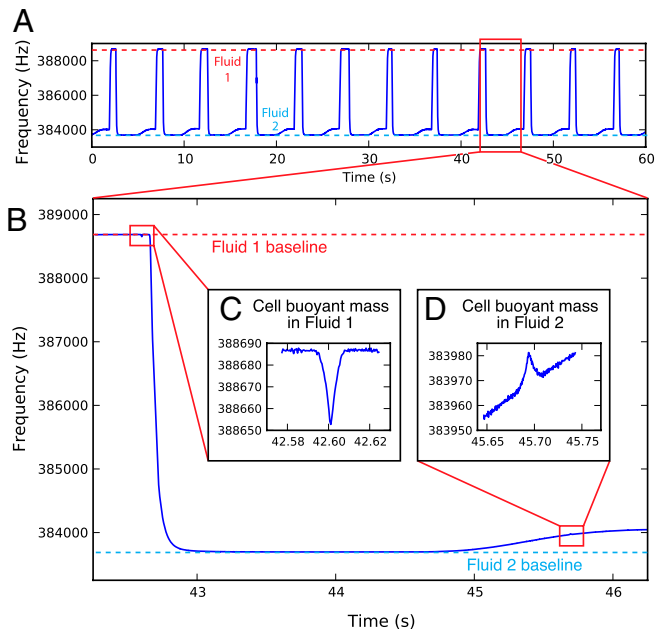 A
Frequency (Hz)
388000
386000
384000
Fluid
1
Fluid
2
0 10 20 30 40 50 60
Time (s)
B
Frequency (Hz)
389000
388000
387000
386000
385000
384000
Fluid 1 baseline
C Cell buoyant mass
in Fluid 1
388690
388680
388660
388650
42.58 42.60 42.62
D Cell buoyant mass
in Fluid 2
383980
383970
383960
383950
45.65 45.70 45.75
Fluid 2 baseline
43 44 45 46
Time (s)